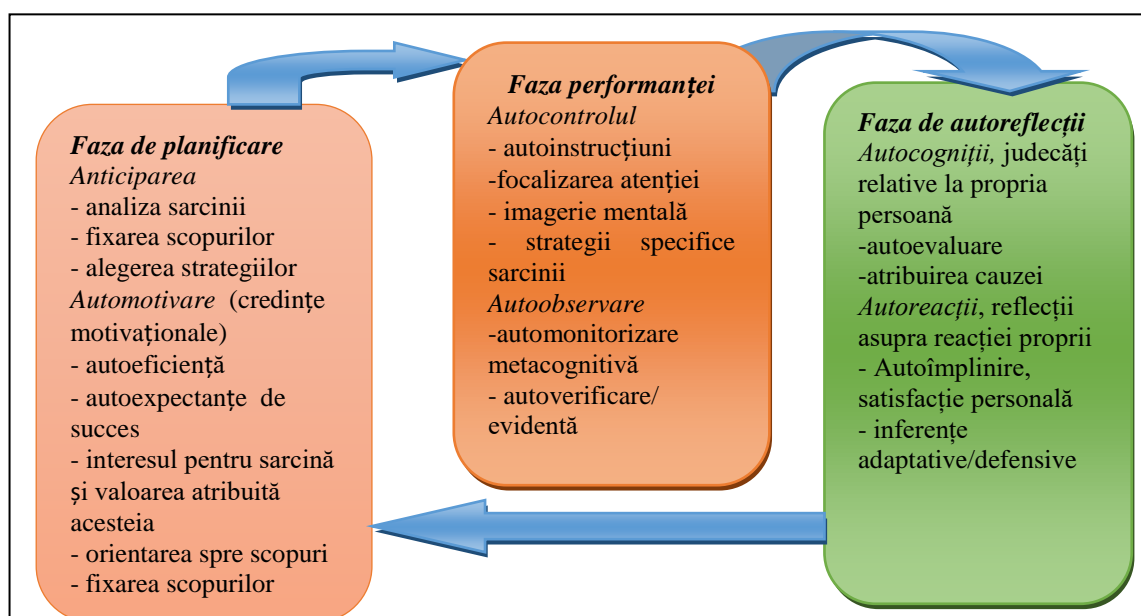 Faza de planificare
Anticiparea
- analiza sarcinii
- fixarea scopurilor
- alegerea strategiilor
Automotivare (credințe
motivaționale)
- autoeficiență
- autoexpectanțe de
succes
- interesul pentru sarcină
și valoarea atribuită
acesteia
- orientarea spre scopuri
- fixarea scopurilor
Faza performanței
Autocontrolul
- autoinstrucțiuni
-focalizarea atenției
- imagerie mentală
- strategii specifice
sarcinii
Autoobservare
-automonitorizare
metacognitivă
- autoverificare/
evidentă
Faza de autoreflecții
Autocogniții, judecăți
relative la propria
persoană
-autoevaluare
-atribuirea cauzei
Autoreacții, reflecții
asupra reacției proprii
- Autoîmplinire,
satisfacție personală
- inferențe
adaptative/defensive